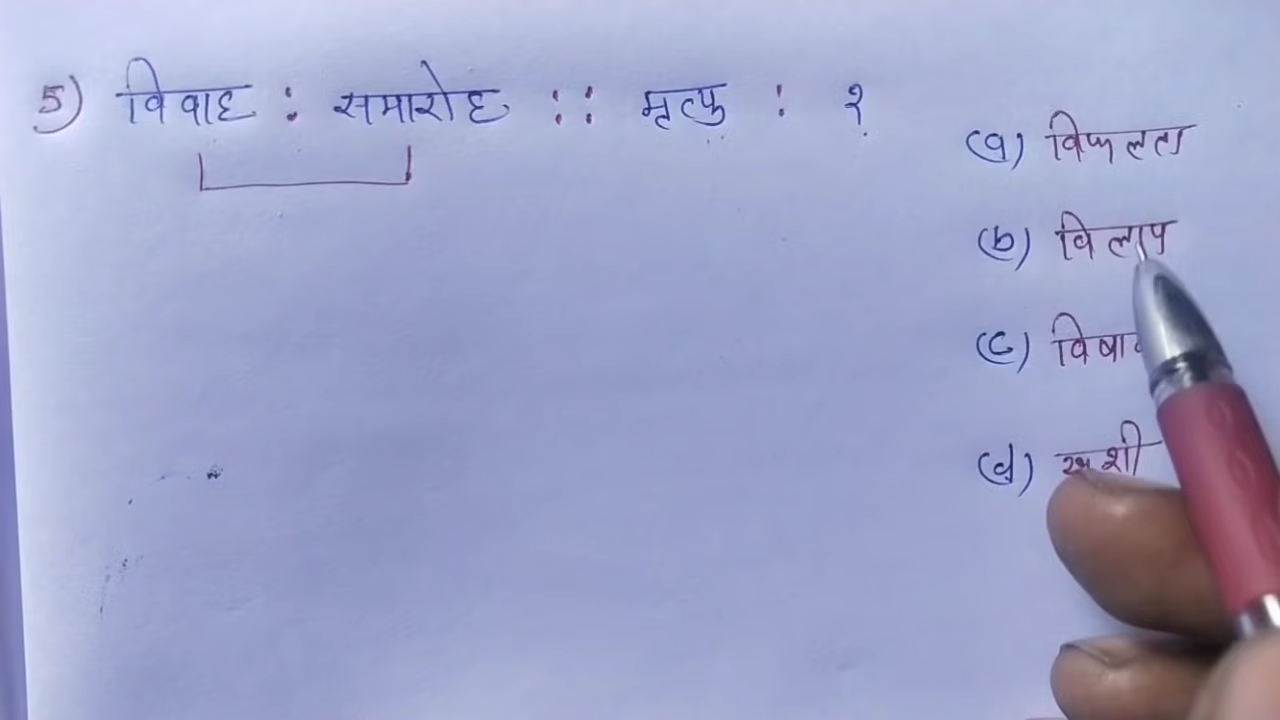 5) विवाह : समारोह :: मृत्यु : ?
(a) विफलता
(b) विलाप
(c)
(d) खुशी